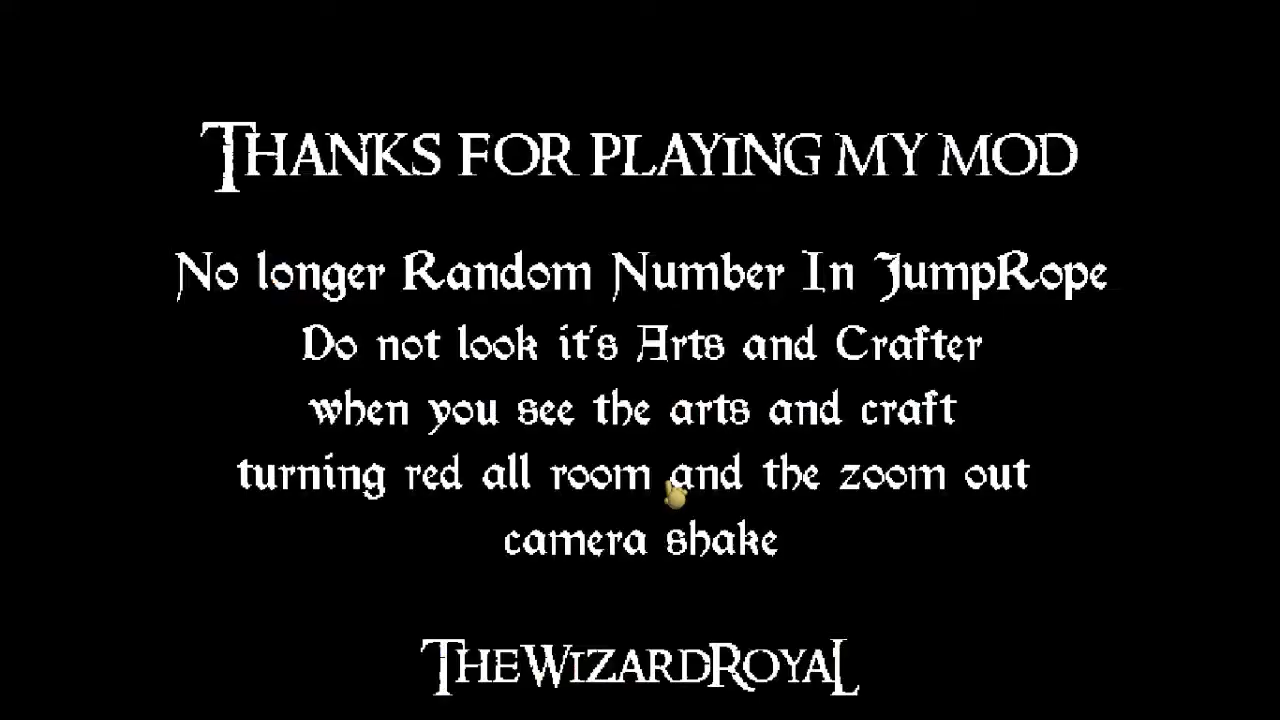 Thanks for playing my mod
No longer Random Number In JumpRope
Do not look it's Arts and Crafter
when you see the arts and craft
turning red all room and the zoom out
camera shake
TheWizardRoyal